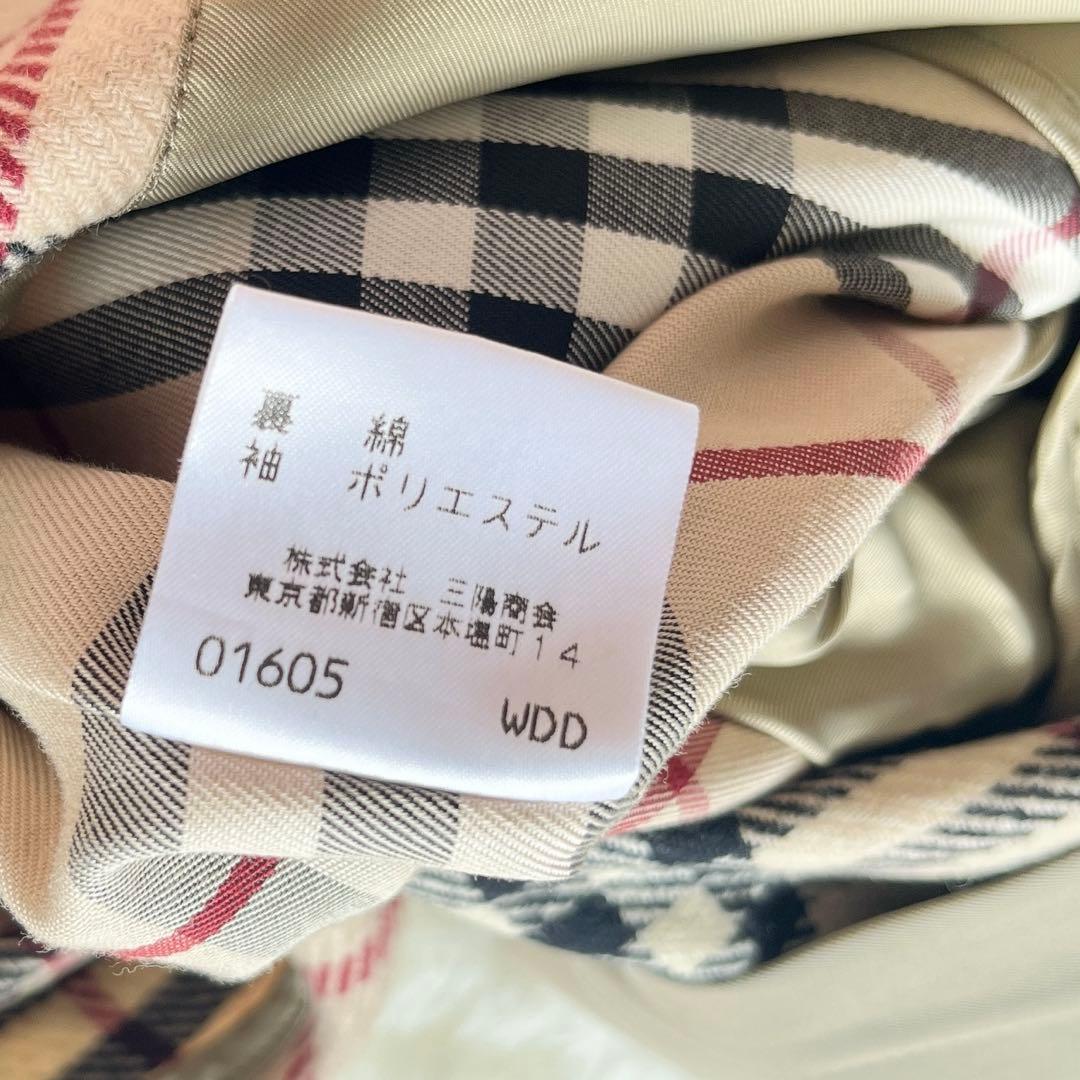 裏 綿
袖 ポリエステル
株式会社 三陽商会
東京都新宿区本塩町14
01605
WDD